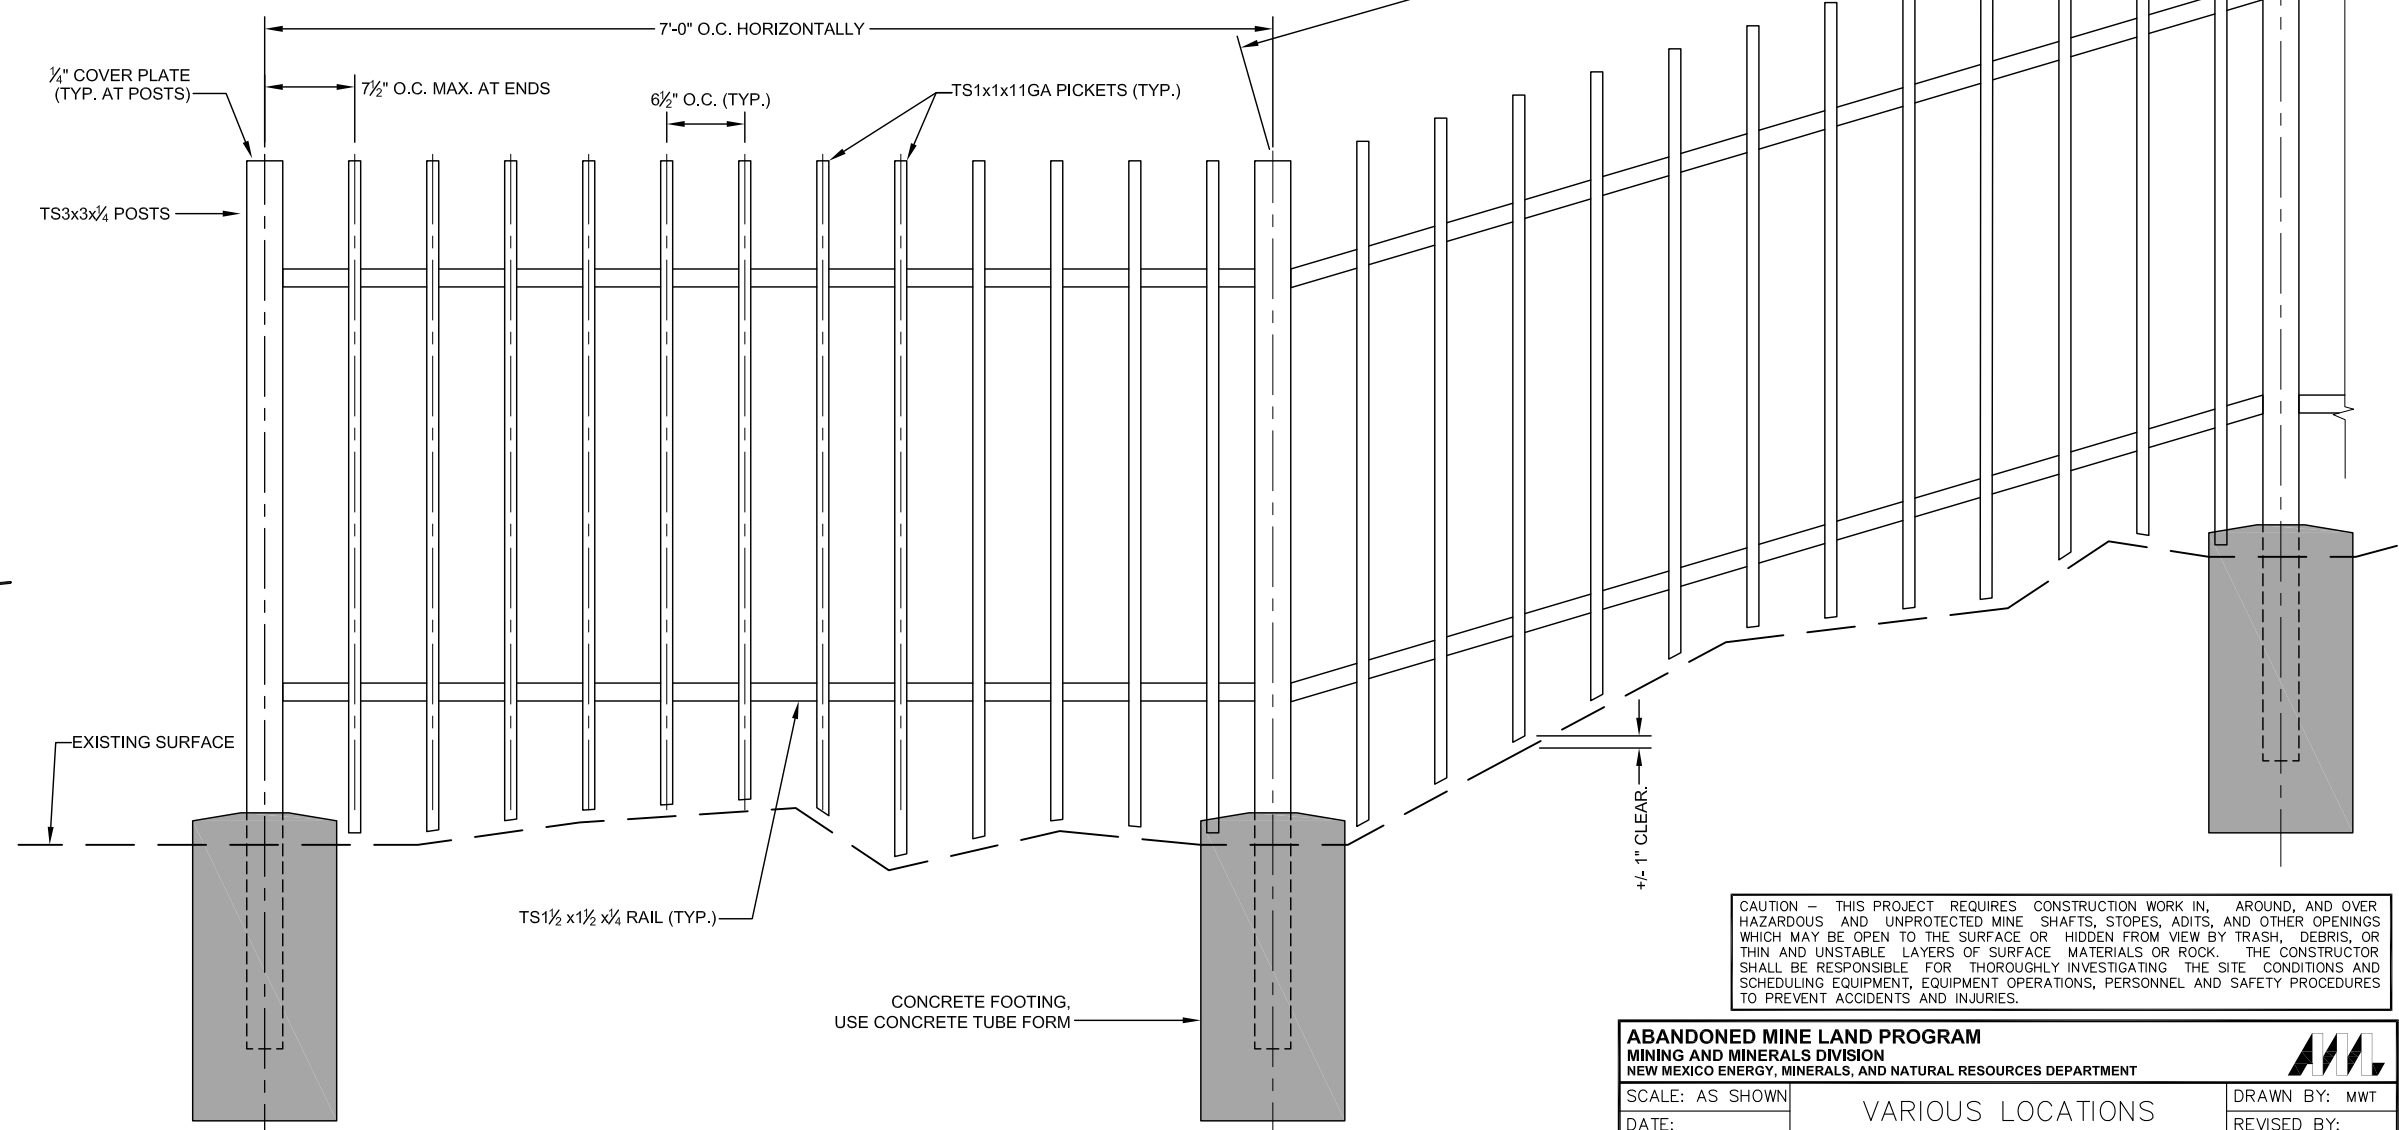 7'-0" O.C. HORIZONTALLY
¼" COVER PLATE
(TYP. AT POSTS)
7½" O.C. MAX. AT ENDS
6½" O.C. (TYP.)
TS1x1x11GA PICKETS (TYP.)
TS3x3x¼ POSTS
EXISTING SURFACE
+/- 1" CLEAR.
TS1½ x1½ x¼ RAIL (TYP.)
CONCRETE FOOTING,
USE CONCRETE TUBE FORM
CAUTION – THIS PROJECT REQUIRES CONSTRUCTION WORK IN, AROUND, AND OVER
HAZARDOUS AND UNPROTECTED MINE SHAFTS, STOPES, ADITS, AND OTHER OPENINGS
WHICH MAY BE OPEN TO THE SURFACE OR HIDDEN FROM VIEW BY TRASH, DEBRIS, OR
THIN AND UNSTABLE LAYERS OF SURFACE MATERIALS OR ROCK. THE CONSTRUCTOR
SHALL BE RESPONSIBLE FOR THOROUGHLY INVESTIGATING THE SITE CONDITIONS AND
SCHEDULING EQUIPMENT, EQUIPMENT OPERATIONS, PERSONNEL AND SAFETY PROCEDURES
TO PREVENT ACCIDENTS AND INJURIES.
ABANDONED MINE LAND PROGRAM
MINING AND MINERALS DIVISION
NEW MEXICO ENERGY, MINERALS, AND NATURAL RESOURCES DEPARTMENT
AML
SCALE: AS SHOWN
VARIOUS LOCATIONS
DRAWN BY: MWT
DATE:
REVISED BY: